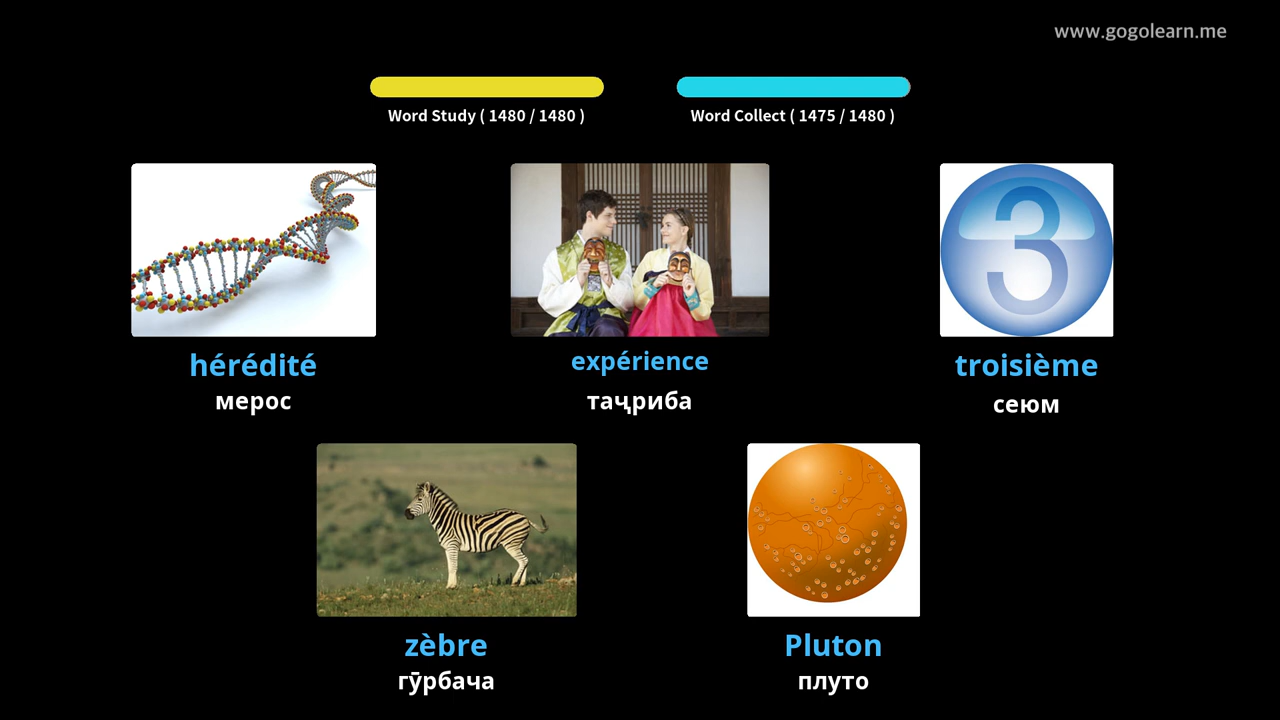 www.gogolearn.me
Word Study ( 1480 / 1480 )
Word Collect ( 1475 / 1480 )
3
hérédité
мерос
expérience
таҷриба
troisième
сеюм
zèbre
гӯрбача
Pluton
плуто